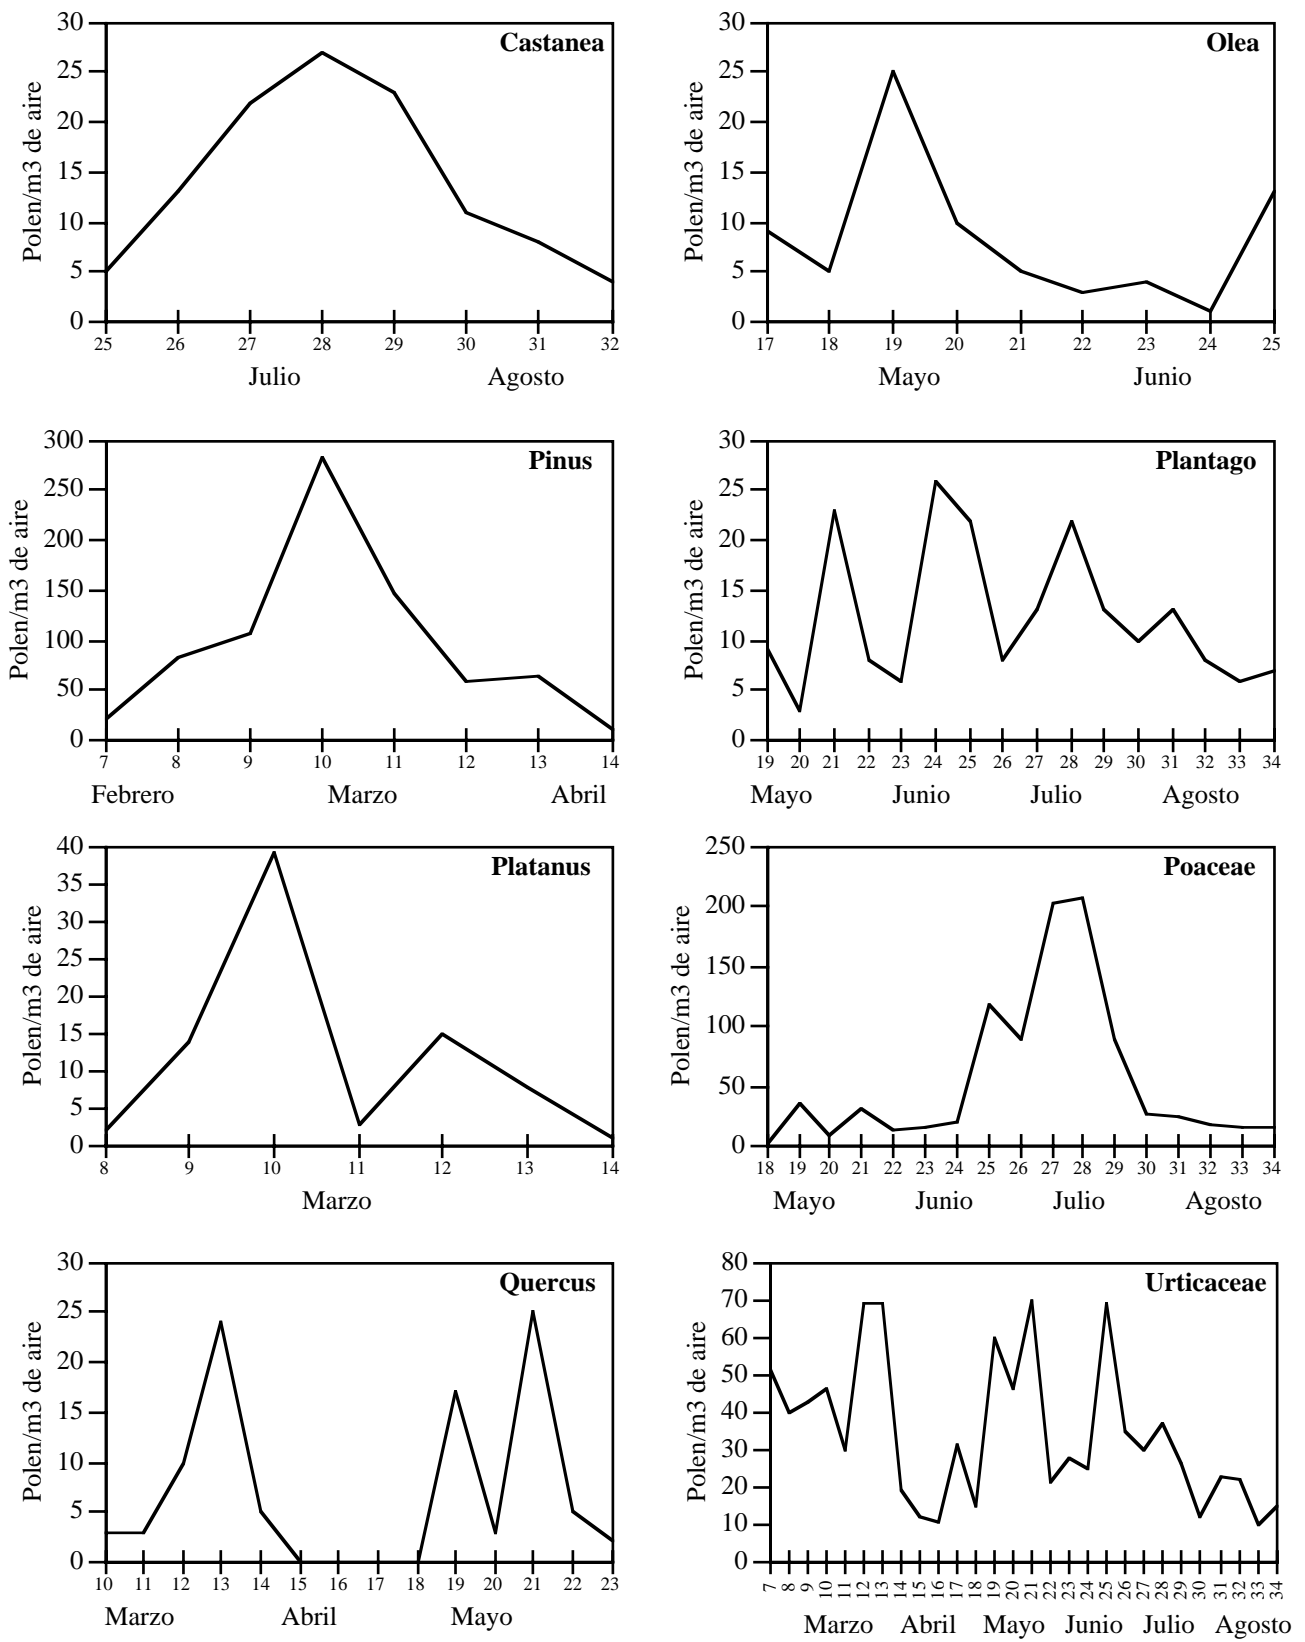 Castanea
Polen/m3 de aire
30
25
20
15
10
5
0
25 26 27 28 29 30 31 32
Julio Agosto
Olea
Polen/m3 de aire
30
25
20
15
10
5
0
17 18 19 20 21 22 23 24 25
Mayo Junio
Pinus
Polen/m3 de aire
300
250
200
150
100
50
0
7 8 9 10 11 12 13 14
Febrero Marzo Abril
Plantago
Polen/m3 de aire
30
25
20
15
10
5
0
19 20 21 22 23 24 25 26 27 28 29 30 31 32 33 34
Mayo Junio Julio Agosto
Platanus
Polen/m3 de aire
40
35
30
25
20
15
10
5
0
8 9 10 11 12 13 14
Marzo
Poaceae
Polen/m3 de aire
250
200
150
100
50
0
18 19 20 21 22 23 24 25 26 27 28 29 30 31 32 33 34
Mayo Junio Julio Agosto
Quercus
Polen/m3 de aire
30
25
20
15
10
5
0
10 11 12 13 14 15 16 17 18 19 20 21 22 23
Marzo Abril Mayo
Urticaceae
Polen/m3 de aire
80
70
60
50
40
30
20
10
0
7 8 9 10 11 12 13 14 15 16 17 18 19 20 21 22 23 24 25 26 27 28 29 30 31 32 33 34
Marzo Abril Mayo Junio Julio Agosto